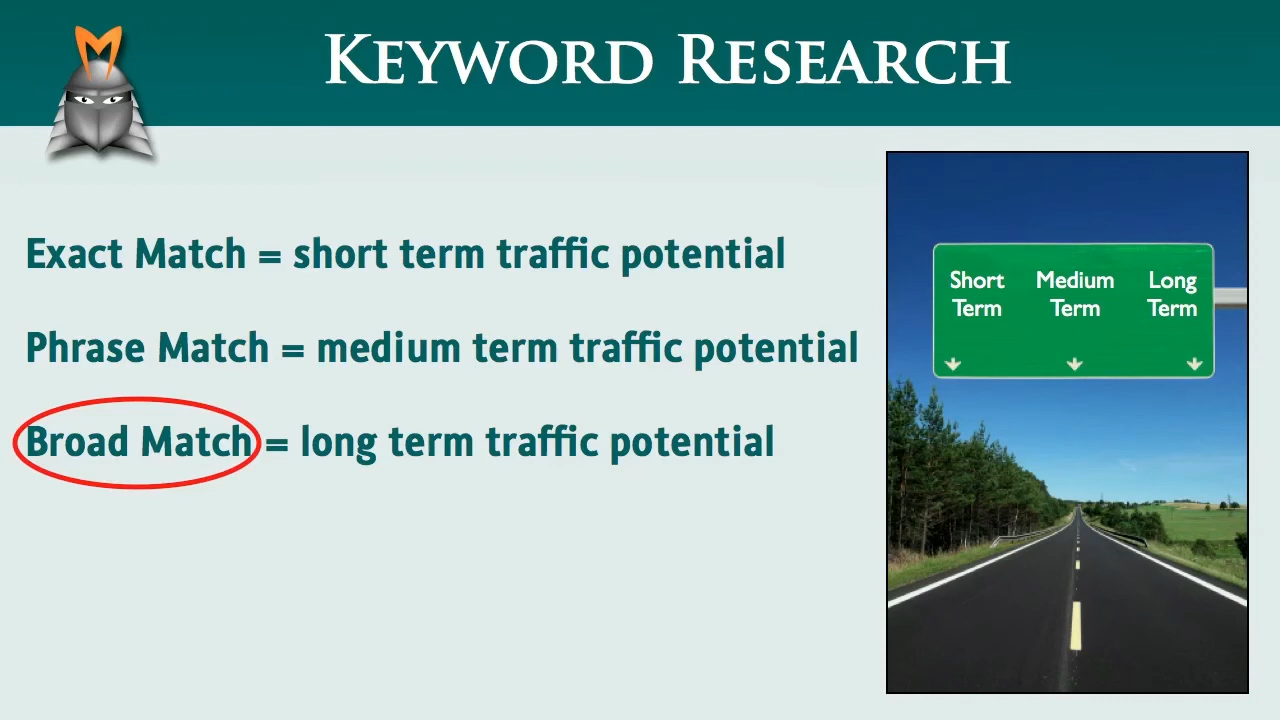 KEYWORD RESEARCH
Exact Match = short term traffic potential
Phrase Match = medium term traffic potential
Broad Match = long term traffic potential
Short Medium Long
Term Term Term